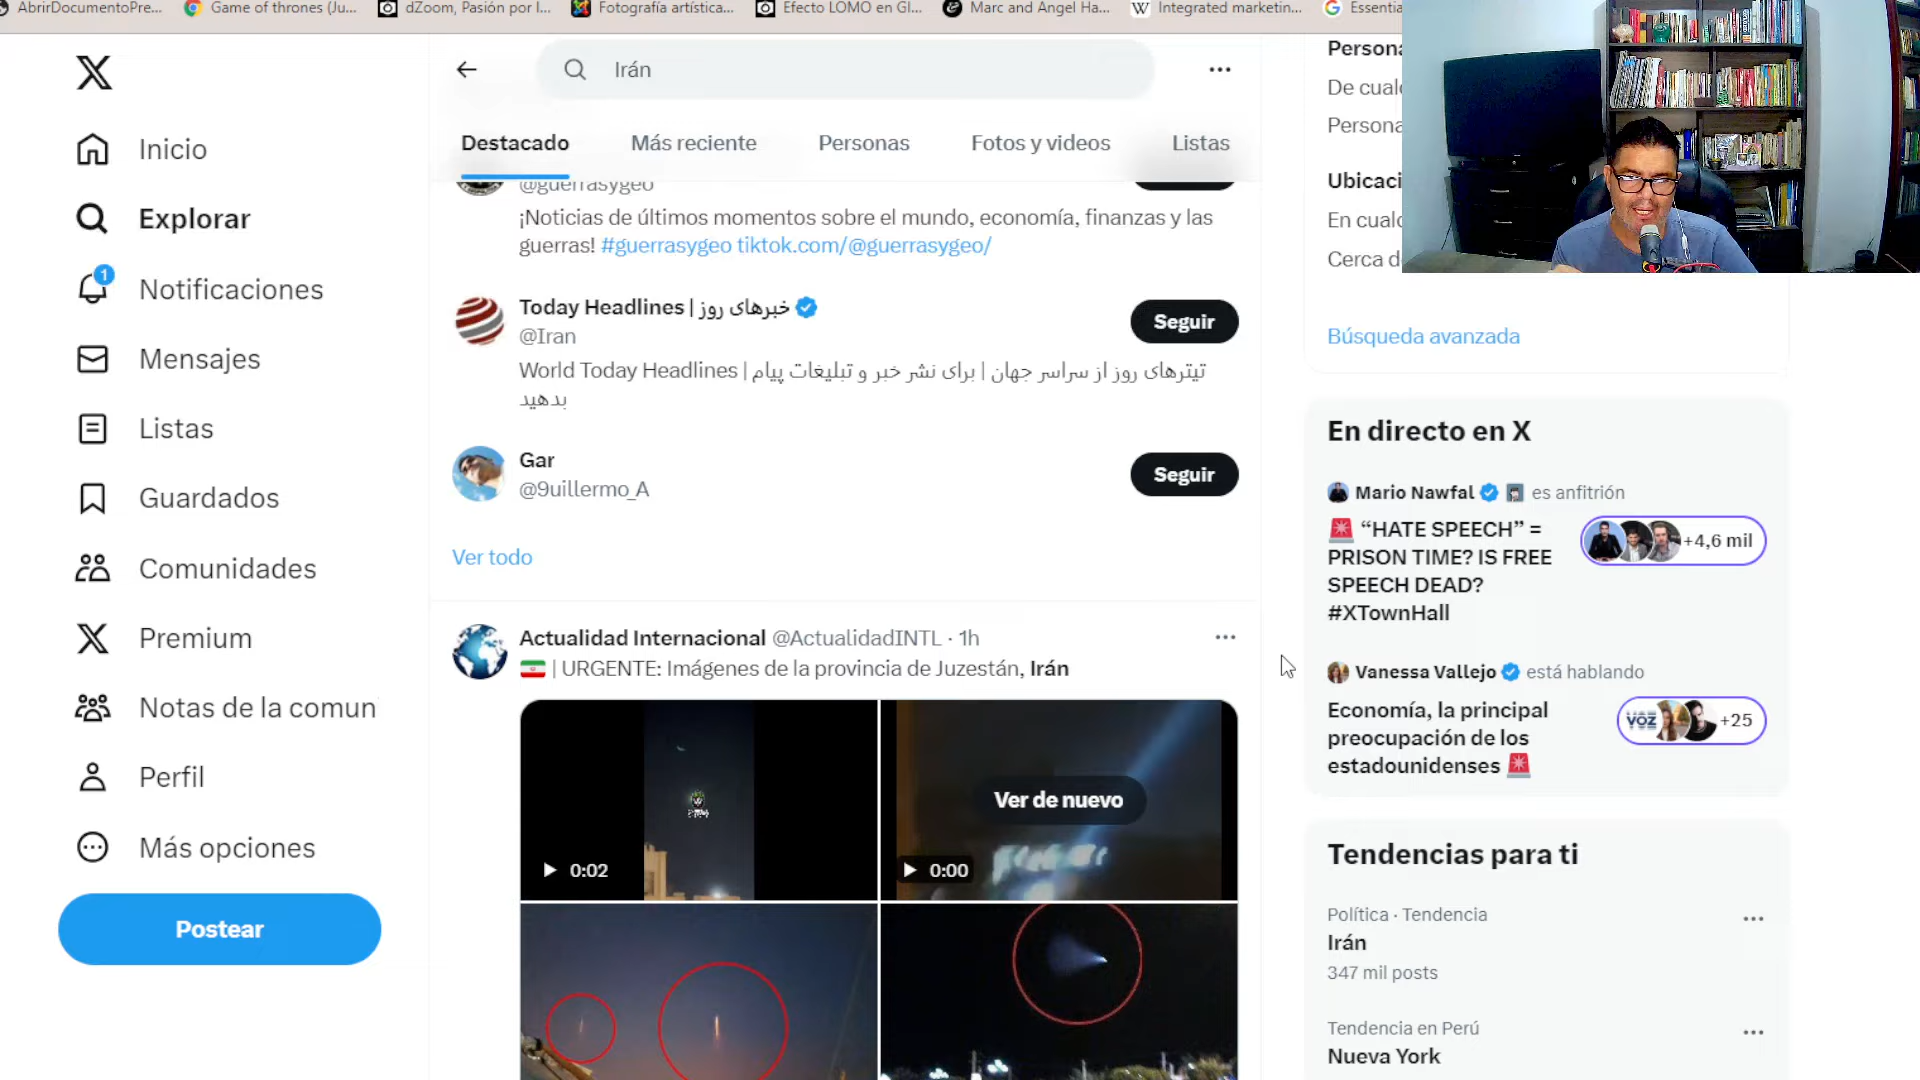 AbrirDocumentoPre...
Game of thrones (Ju...
dZoom, Pasión por l...
Fotografía artística...
Efecto LOMO en GI...
Marc and Angel Ha...
Integrated marketin...
Essentia
Inicio
Explorar
1
Notificaciones
Mensajes
Listas
Guardados
Comunidades
Premium
Notas de la comun
Perfil
Más opciones
Postear
Irán
Destacado
Más reciente
Personas
Fotos y videos
Listas
@guerrasygeo
¡Noticias de últimos momentos sobre el mundo, economía, finanzas y las
guerras! #guerrasygeo tiktok.com/@guerrasygeo/
Today Headlines | خبرهای روز
@Iran
Seguir
World Today Headlines | تیترهای روز از سراسر جهان | برای نشر خبر و تبلیغات پیام
بدهید
Gar
@9uillermo_A
Seguir
Ver todo
Actualidad Internacional @ActualidadINTL · 1h
| URGENTE: Imágenes de la provincia de Juzestán, Irán
0:02
Ver de nuevo
0:00
Persona
De cual
Persona
Ubicaci
En cualq
Cerca d
Búsqueda avanzada
En directo en X
Mario Nawfal es anfitrión
“HATE SPEECH” =
PRISON TIME? IS FREE
SPEECH DEAD?
#XTownHall
+4,6 mil
Vanessa Vallejo está hablando
Economía, la principal
preocupación de los
estadounidenses
VOZ
+25
Tendencias para ti
Política · Tendencia
Irán
347 mil posts
Tendencia en Perú
Nueva York